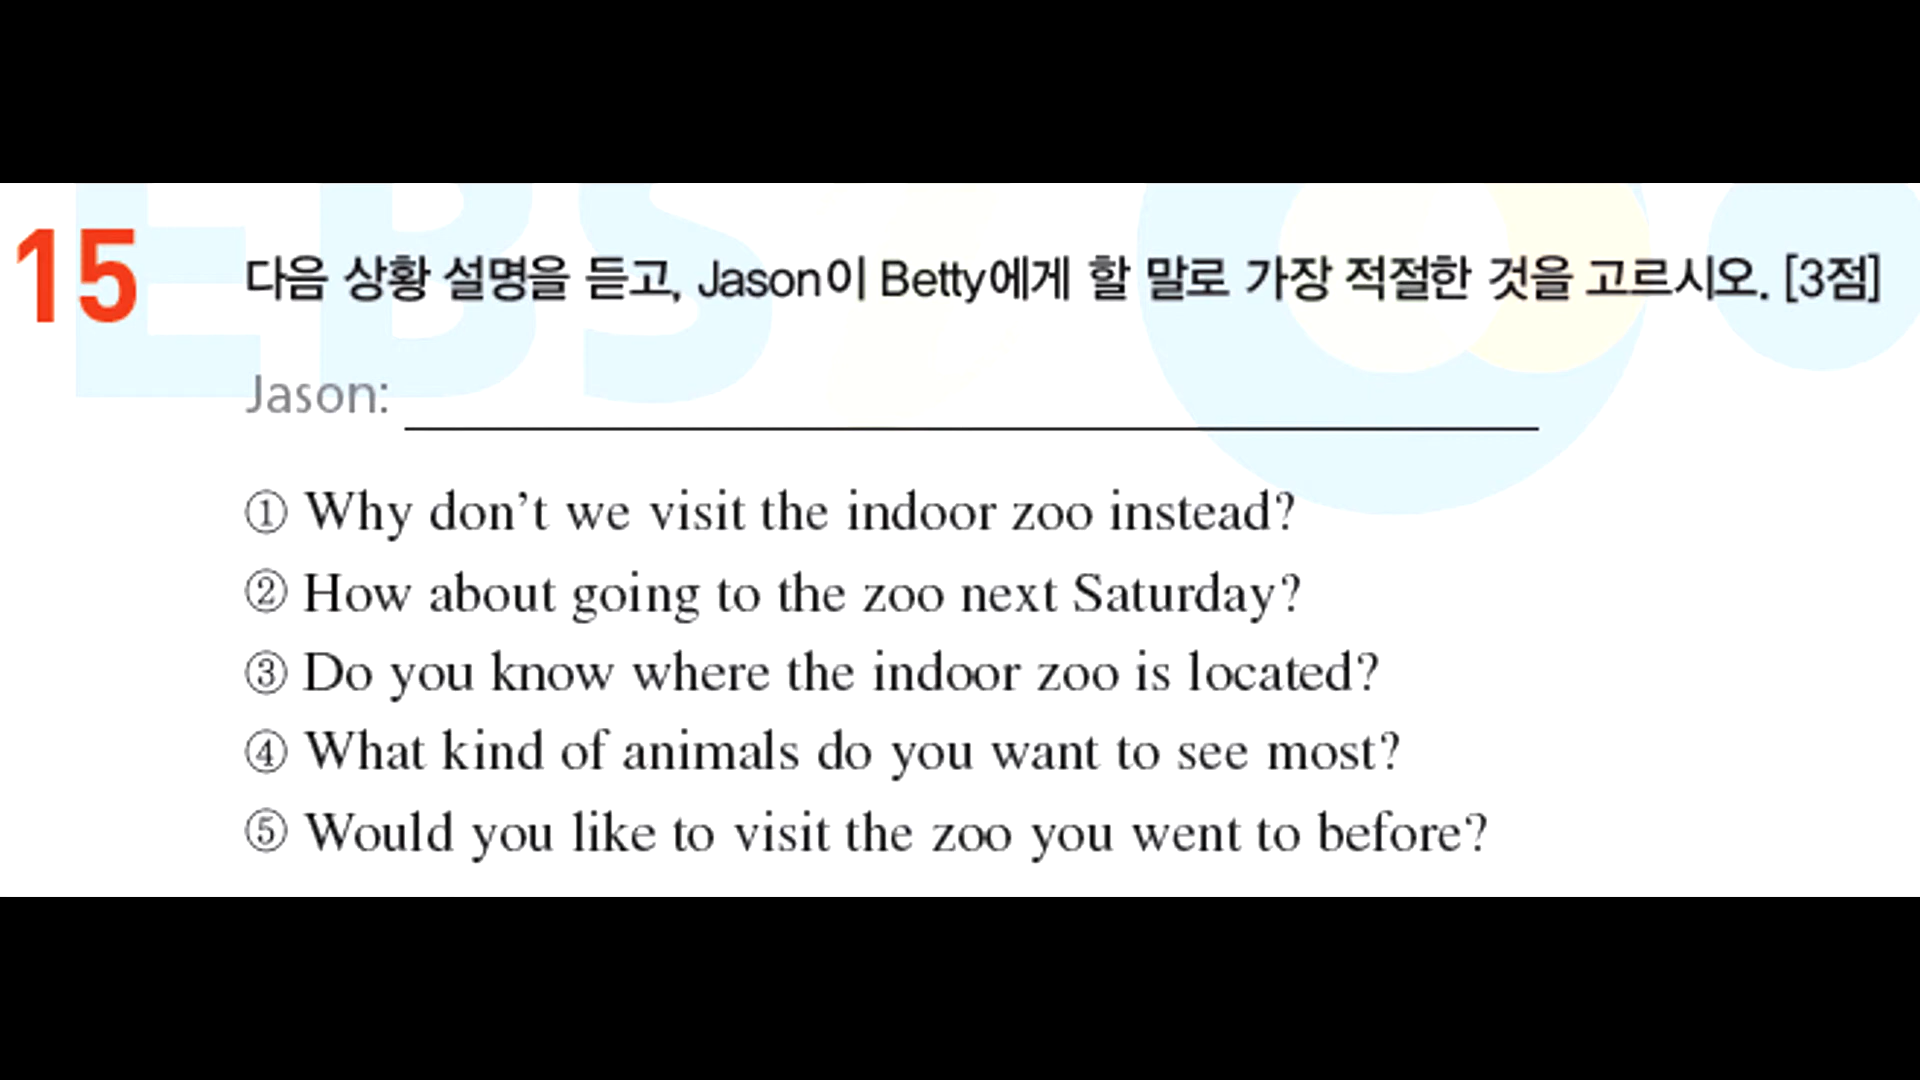 15 다음 상황 설명을 듣고, Jason이 Betty에게 할 말로 가장 적절한 것을 고르시오. [3점]
Jason:
① Why don't we visit the indoor zoo instead?
② How about going to the zoo next Saturday?
③ Do you know where the indoor zoo is located?
④ What kind of animals do you want to see most?
⑤ Would you like to visit the zoo you went to before?
EBS